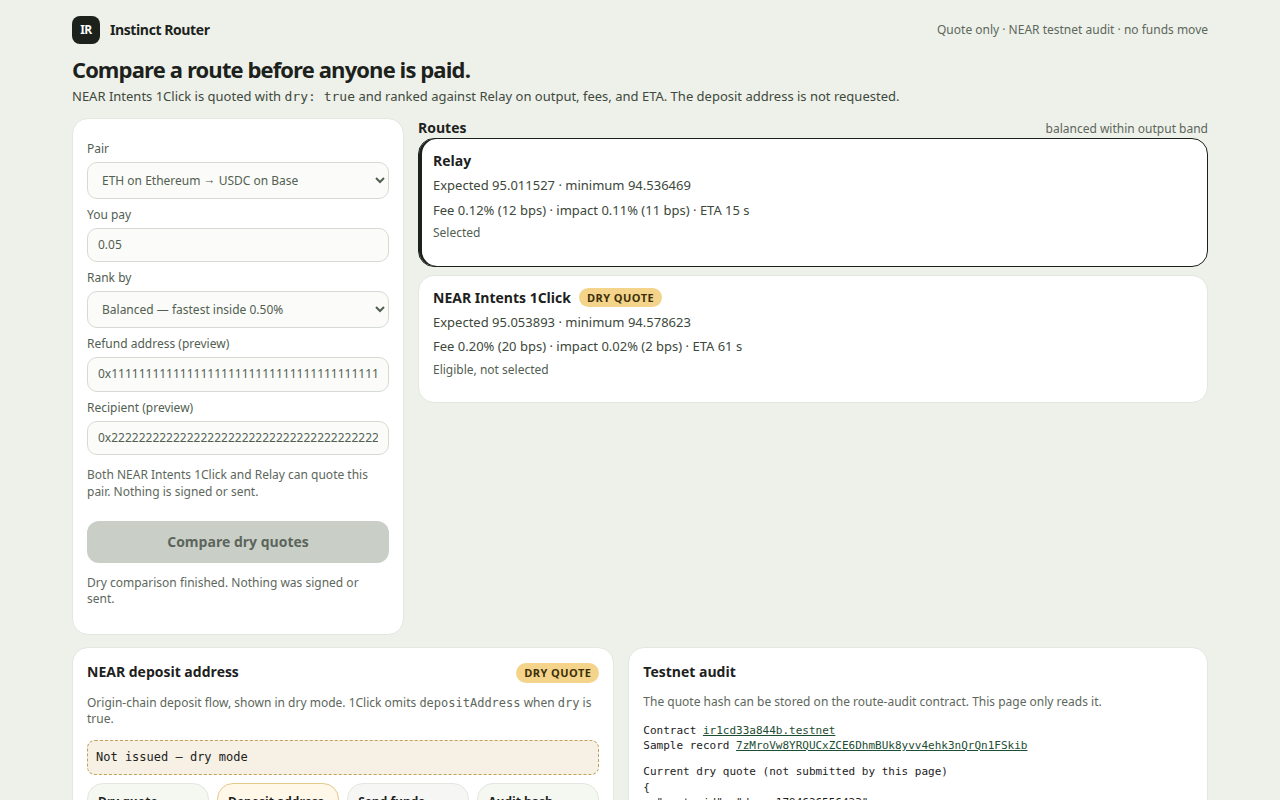 IR Instinct Router
Quote only · NEAR testnet audit · no funds move
Compare a route before anyone is paid.
NEAR Intents 1Click is quoted with dry: true and ranked against Relay on output, fees, and ETA. The deposit address is not requested.
Pair
ETH on Ethereum → USDC on Base
You pay
0.05
Rank by
Balanced — fastest inside 0.50%
Refund address (preview)
0x1111111111111111111111111111111111111111
Recipient (preview)
0x2222222222222222222222222222222222222222
Both NEAR Intents 1Click and Relay can quote this
pair. Nothing is signed or sent.
Compare dry quotes
Dry comparison finished. Nothing was signed or
sent.
Routes
balanced within output band
Relay
Expected 95.011527 · minimum 94.536469
Fee 0.12% (12 bps) · impact 0.11% (11 bps) · ETA 15 s
Selected
NEAR Intents 1Click DRY QUOTE
Expected 95.053893 · minimum 94.578623
Fee 0.20% (20 bps) · impact 0.02% (2 bps) · ETA 61 s
Eligible, not selected
NEAR deposit address
DRY QUOTE
Origin-chain deposit flow, shown in dry mode. 1Click omits depositAddress when dry is
true.
Not issued — dry mode
Testnet audit
The quote hash can be stored on the route-audit contract. This page only reads it.
Contract ir1cd33a844b.testnet
Sample record 7zMroVw8YRQUCxZCE6DhmBUk8yvv4ehk3nQrQn1FSkib
Current dry quote (not submitted by this page)
{